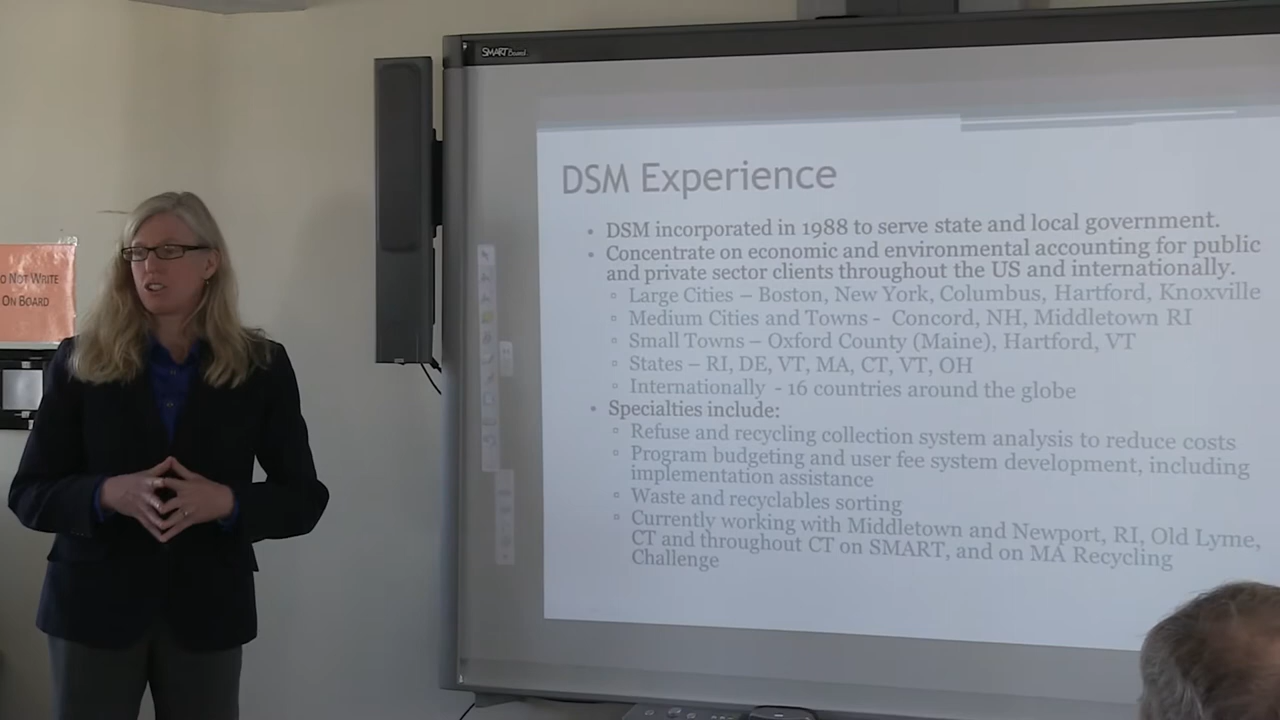 SMART Board
DSM Experience
DSM incorporated in 1988 to serve state and local government.
Concentrate on economic and environmental accounting for public
and private sector clients throughout the US and internationally.
Large Cities – Boston, New York, Columbus, Hartford, Knoxville
Medium Cities and Towns - Concord, NH, Middletown RI
Small Towns – Oxford County (Maine), Hartford, VT
States – RI, DE, VT, MA, CT, VT, OH
Internationally - 16 countries around the globe
Specialties include:
Refuse and recycling collection system analysis to reduce costs
Program budgeting and user fee system development, including
implementation assistance
Waste and recyclables sorting
Currently working with Middletown and Newport, RI, Old Lyme,
CT and throughout CT on SMART, and on MA Recycling
Challenge
O NOT WRITE
ON BOARD